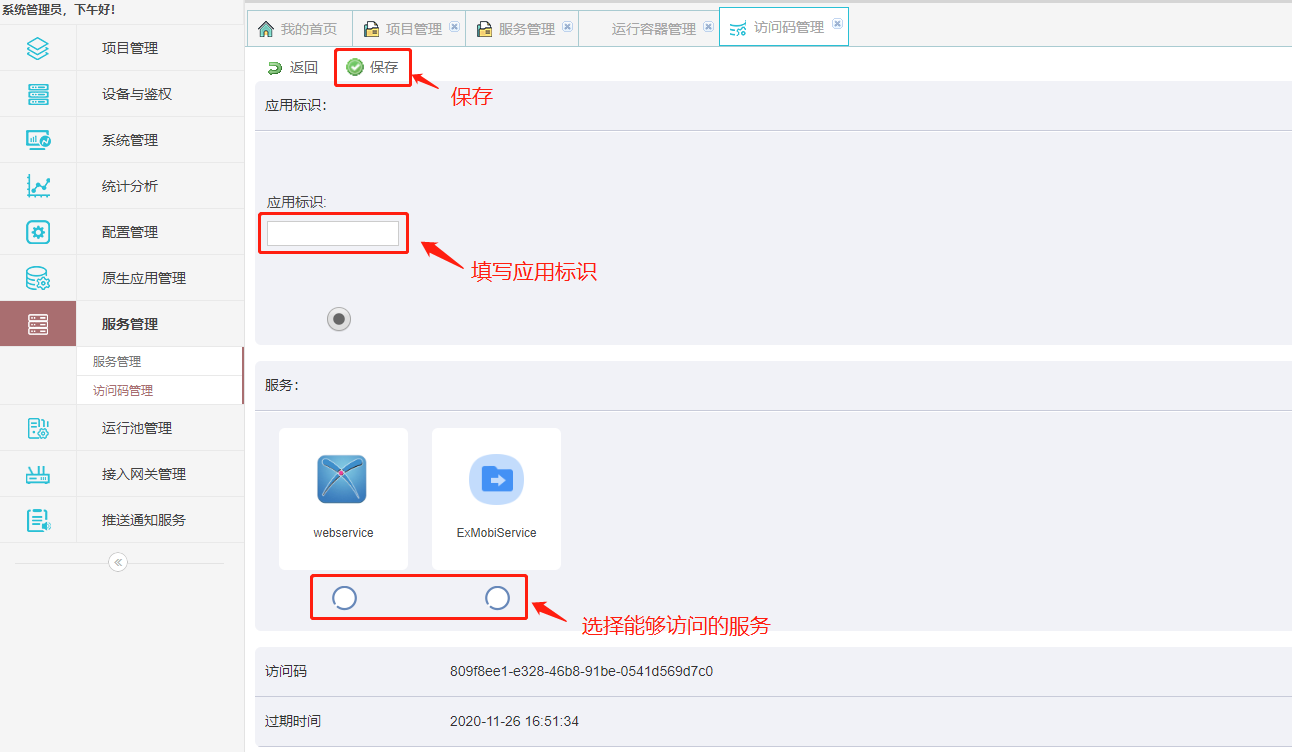 系统管理员，下午好!
项目管理
设备与鉴权
系统管理
统计分析
配置管理
原生应用管理
服务管理
服务管理
访问码管理
运行池管理
接入网关管理
推送通知服务
我的首页
项目管理
服务管理
运行容器管理
访问码管理
返回
保存
保存
应用标识:
应用标识:
填写应用标识
服务:
webservice
ExMobiService
选择能够访问的服务
访问码 809f8ee1-e328-46b8-91be-0541d569d7c0
过期时间 2020-11-26 16:51:34